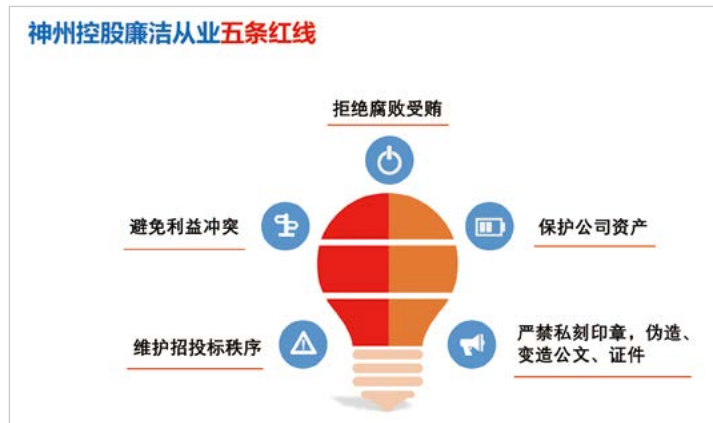 神州控股廉洁从业五条红线
拒绝腐败受贿
避免利益冲突
保护公司资产
维护招投标秩序
严禁私刻印章，伪造、
变造公文、证件